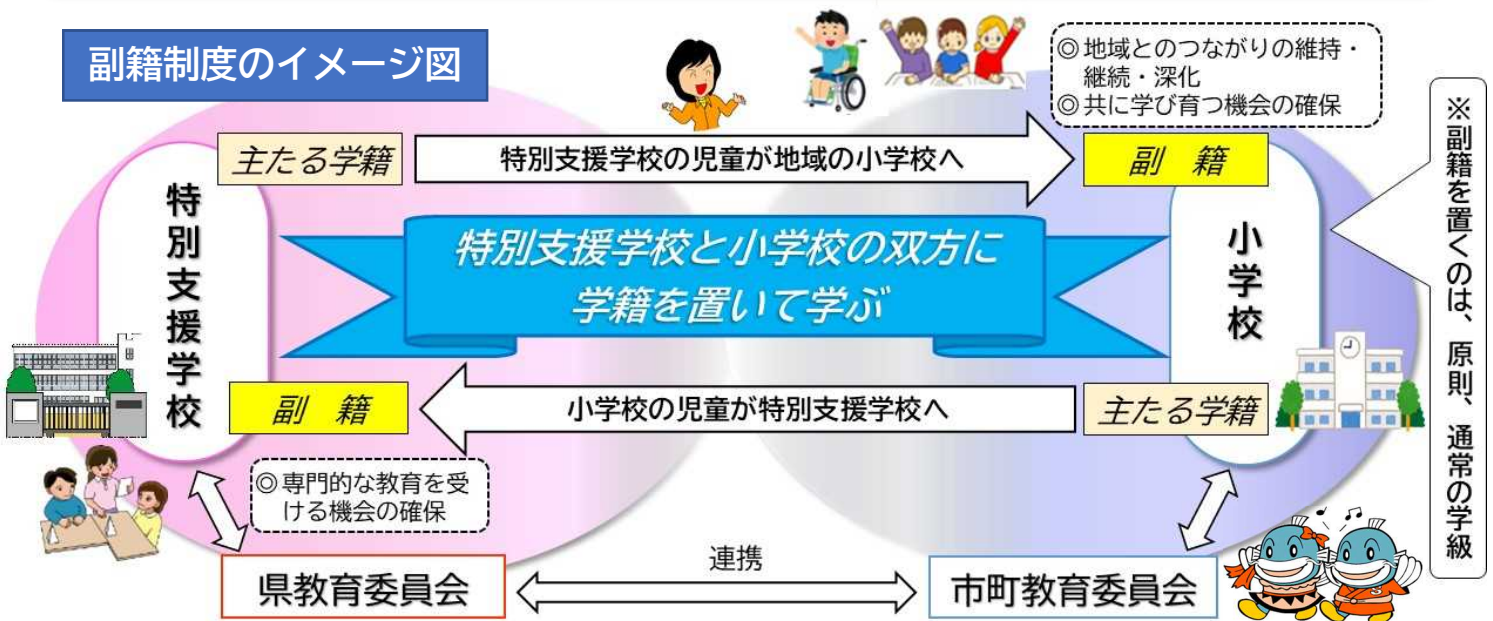 副籍制度のイメージ図
◎地域とのつながりの維持・
継続・深化
◎共に学び育つ機会の確保
主たる学籍
特別支援学校の児童が地域の小学校へ
副 籍
特別支援学校
特別支援学校と小学校の双方に
学籍を置いて学ぶ
小学校
※副籍を置くのは、原則、通常の学級
副 籍
小学校の児童が特別支援学校へ
主たる学籍
◎専門的な教育を受
ける機会の確保
県教育委員会
連携
市町教育委員会